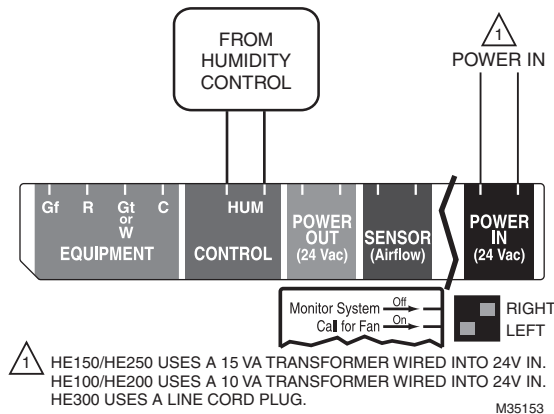 FROM
HUMIDITY
CONTROL
1
POWER IN
Gf R Gt or W C
EQUIPMENT
HUM
CONTROL
POWER
OUT
(24 Vac)
SENSOR
(Airflow)
POWER
IN
(24 Vac)
Monitor System Off
Call for Fan On
RIGHT
LEFT
1 HE150/HE250 USES A 15 VA TRANSFORMER WIRED INTO 24V IN.
HE100/HE200 USES A 10 VA TRANSFORMER WIRED INTO 24V IN.
HE300 USES A LINE CORD PLUG.
M35153